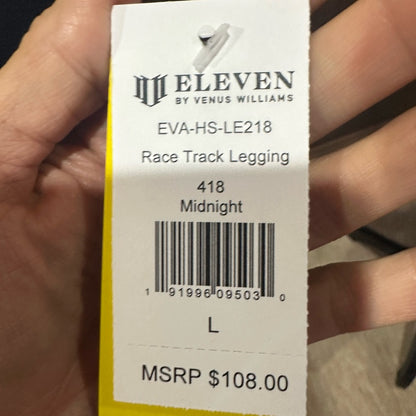 ELEVEN
BY VENUS WILLIAMS
EVA-HS-LE218
Race Track Legging
418
Midnight
1 91996 09503 0
L
MSRP $108.00